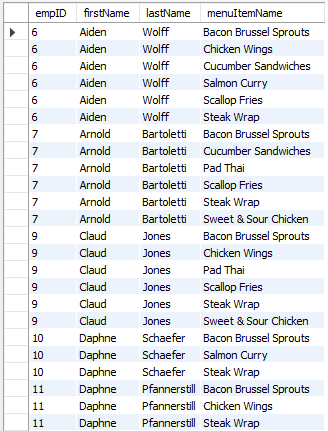 empID firstName lastName menuItemName
6 Aiden Wolff Bacon Brussel Sprouts
6 Aiden Wolff Chicken Wings
6 Aiden Wolff Cucumber Sandwiches
6 Aiden Wolff Salmon Curry
6 Aiden Wolff Scallop Fries
6 Aiden Wolff Steak Wrap
7 Arnold Bartoletti Bacon Brussel Sprouts
7 Arnold Bartoletti Cucumber Sandwiches
7 Arnold Bartoletti Pad Thai
7 Arnold Bartoletti Scallop Fries
7 Arnold Bartoletti Steak Wrap
7 Arnold Bartoletti Sweet & Sour Chicken
9 Claud Jones Bacon Brussel Sprouts
9 Claud Jones Chicken Wings
9 Claud Jones Pad Thai
9 Claud Jones Scallop Fries
9 Claud Jones Steak Wrap
9 Claud Jones Sweet & Sour Chicken
10 Daphne Schaefer Bacon Brussel Sprouts
10 Daphne Schaefer Salmon Curry
10 Daphne Schaefer Steak Wrap
11 Daphne Pfannerstill Bacon Brussel Sprouts
11 Daphne Pfannerstill Chicken Wings
11 Daphne Pfannerstill Steak Wrap